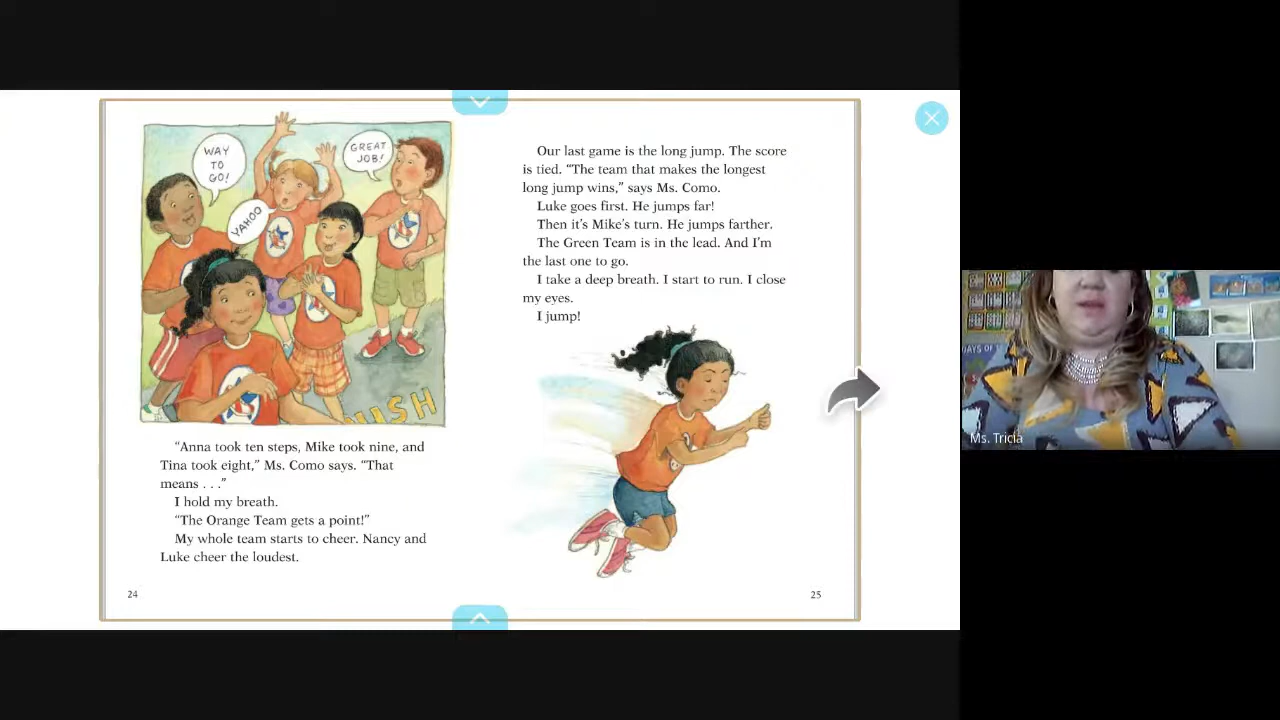 WAY
TO
GO!
YAHOO
GREAT
JOB!
“Anna took ten steps, Mike took nine, and
Tina took eight,” Ms. Como says. “That
means . . .”
I hold my breath.
“The Orange Team gets a point!”
My whole team starts to cheer. Nancy and
Luke cheer the loudest.
24
Our last game is the long jump. The score
is tied. “The team that makes the longest
long jump wins,” says Ms. Como.
Luke goes first. He jumps far!
Then it’s Mike’s turn. He jumps farther.
The Green Team is in the lead. And I’m
the last one to go.
I take a deep breath. I start to run. I close
my eyes.
I jump!
25
Ms. Tricia